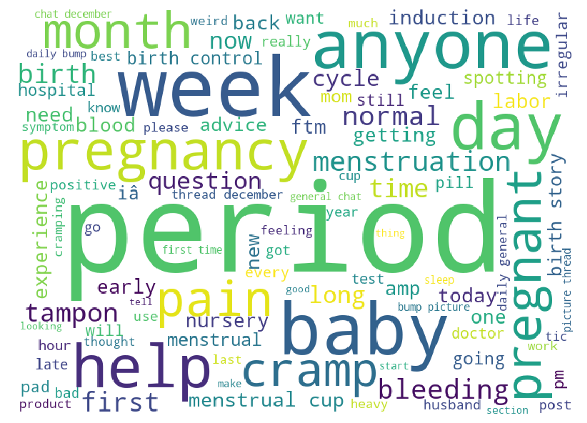 chat december
weird
much
induction
life
month
anyone
back
want
irregular
daily bump
best
birth control
now
really
birth
week
cycle
spotting
hospital
mom
still
feel
labor
know
need
normal
day
symptom
blood
please
advice
ftm
getting
pregnancy
menstruation
positive
question
cup
time
pill
experience
cramping
thread december
iâ
general chat
year
period
pregnant
birth story
go
feeling
new
got
first time
thing
every
test
sleep
daily general
picture thread
early
pain
long
amp
today
one
tampon
tell
good
bump picture
doctor
looking
will
use
nursery
baby
going
tic
work
hour
thought
menstrual
help
cramp
late
last
bleeding
pm
pad
bad
make
start
product
first
menstrual cup
heavy
husband
post
section